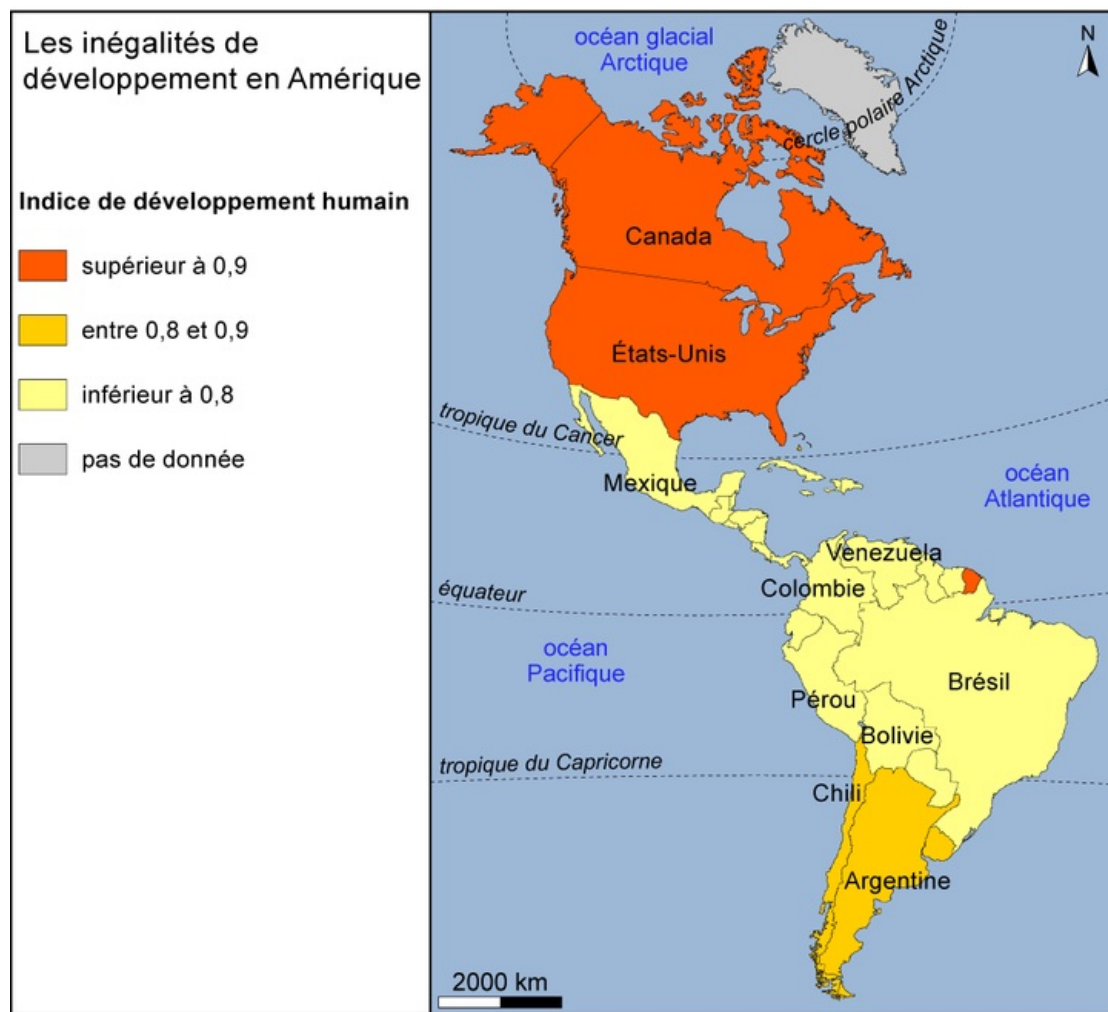 Les inégalités de
développement en Amérique
Indice de développement humain
supérieur à 0,9
entre 0,8 et 0,9
inférieur à 0,8
pas de donnée
océan glacial
Arctique
N
cercle polaire Arctique
Canada
États-Unis
tropique du Cancer
Mexique
océan
Atlantique
Venezuela
Colombie
équateur
océan
Pacifique
Brésil
Pérou
Bolivie
tropique du Capricorne
Chili
Argentine
2000 km